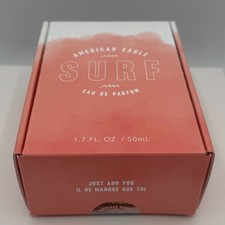 AMERICAN EAGLE
SURF
EAU DE PARFUM
1.7 FL. OZ. / 50mL
JUST ADD YOU
IL NE MANQUE QUE TOI